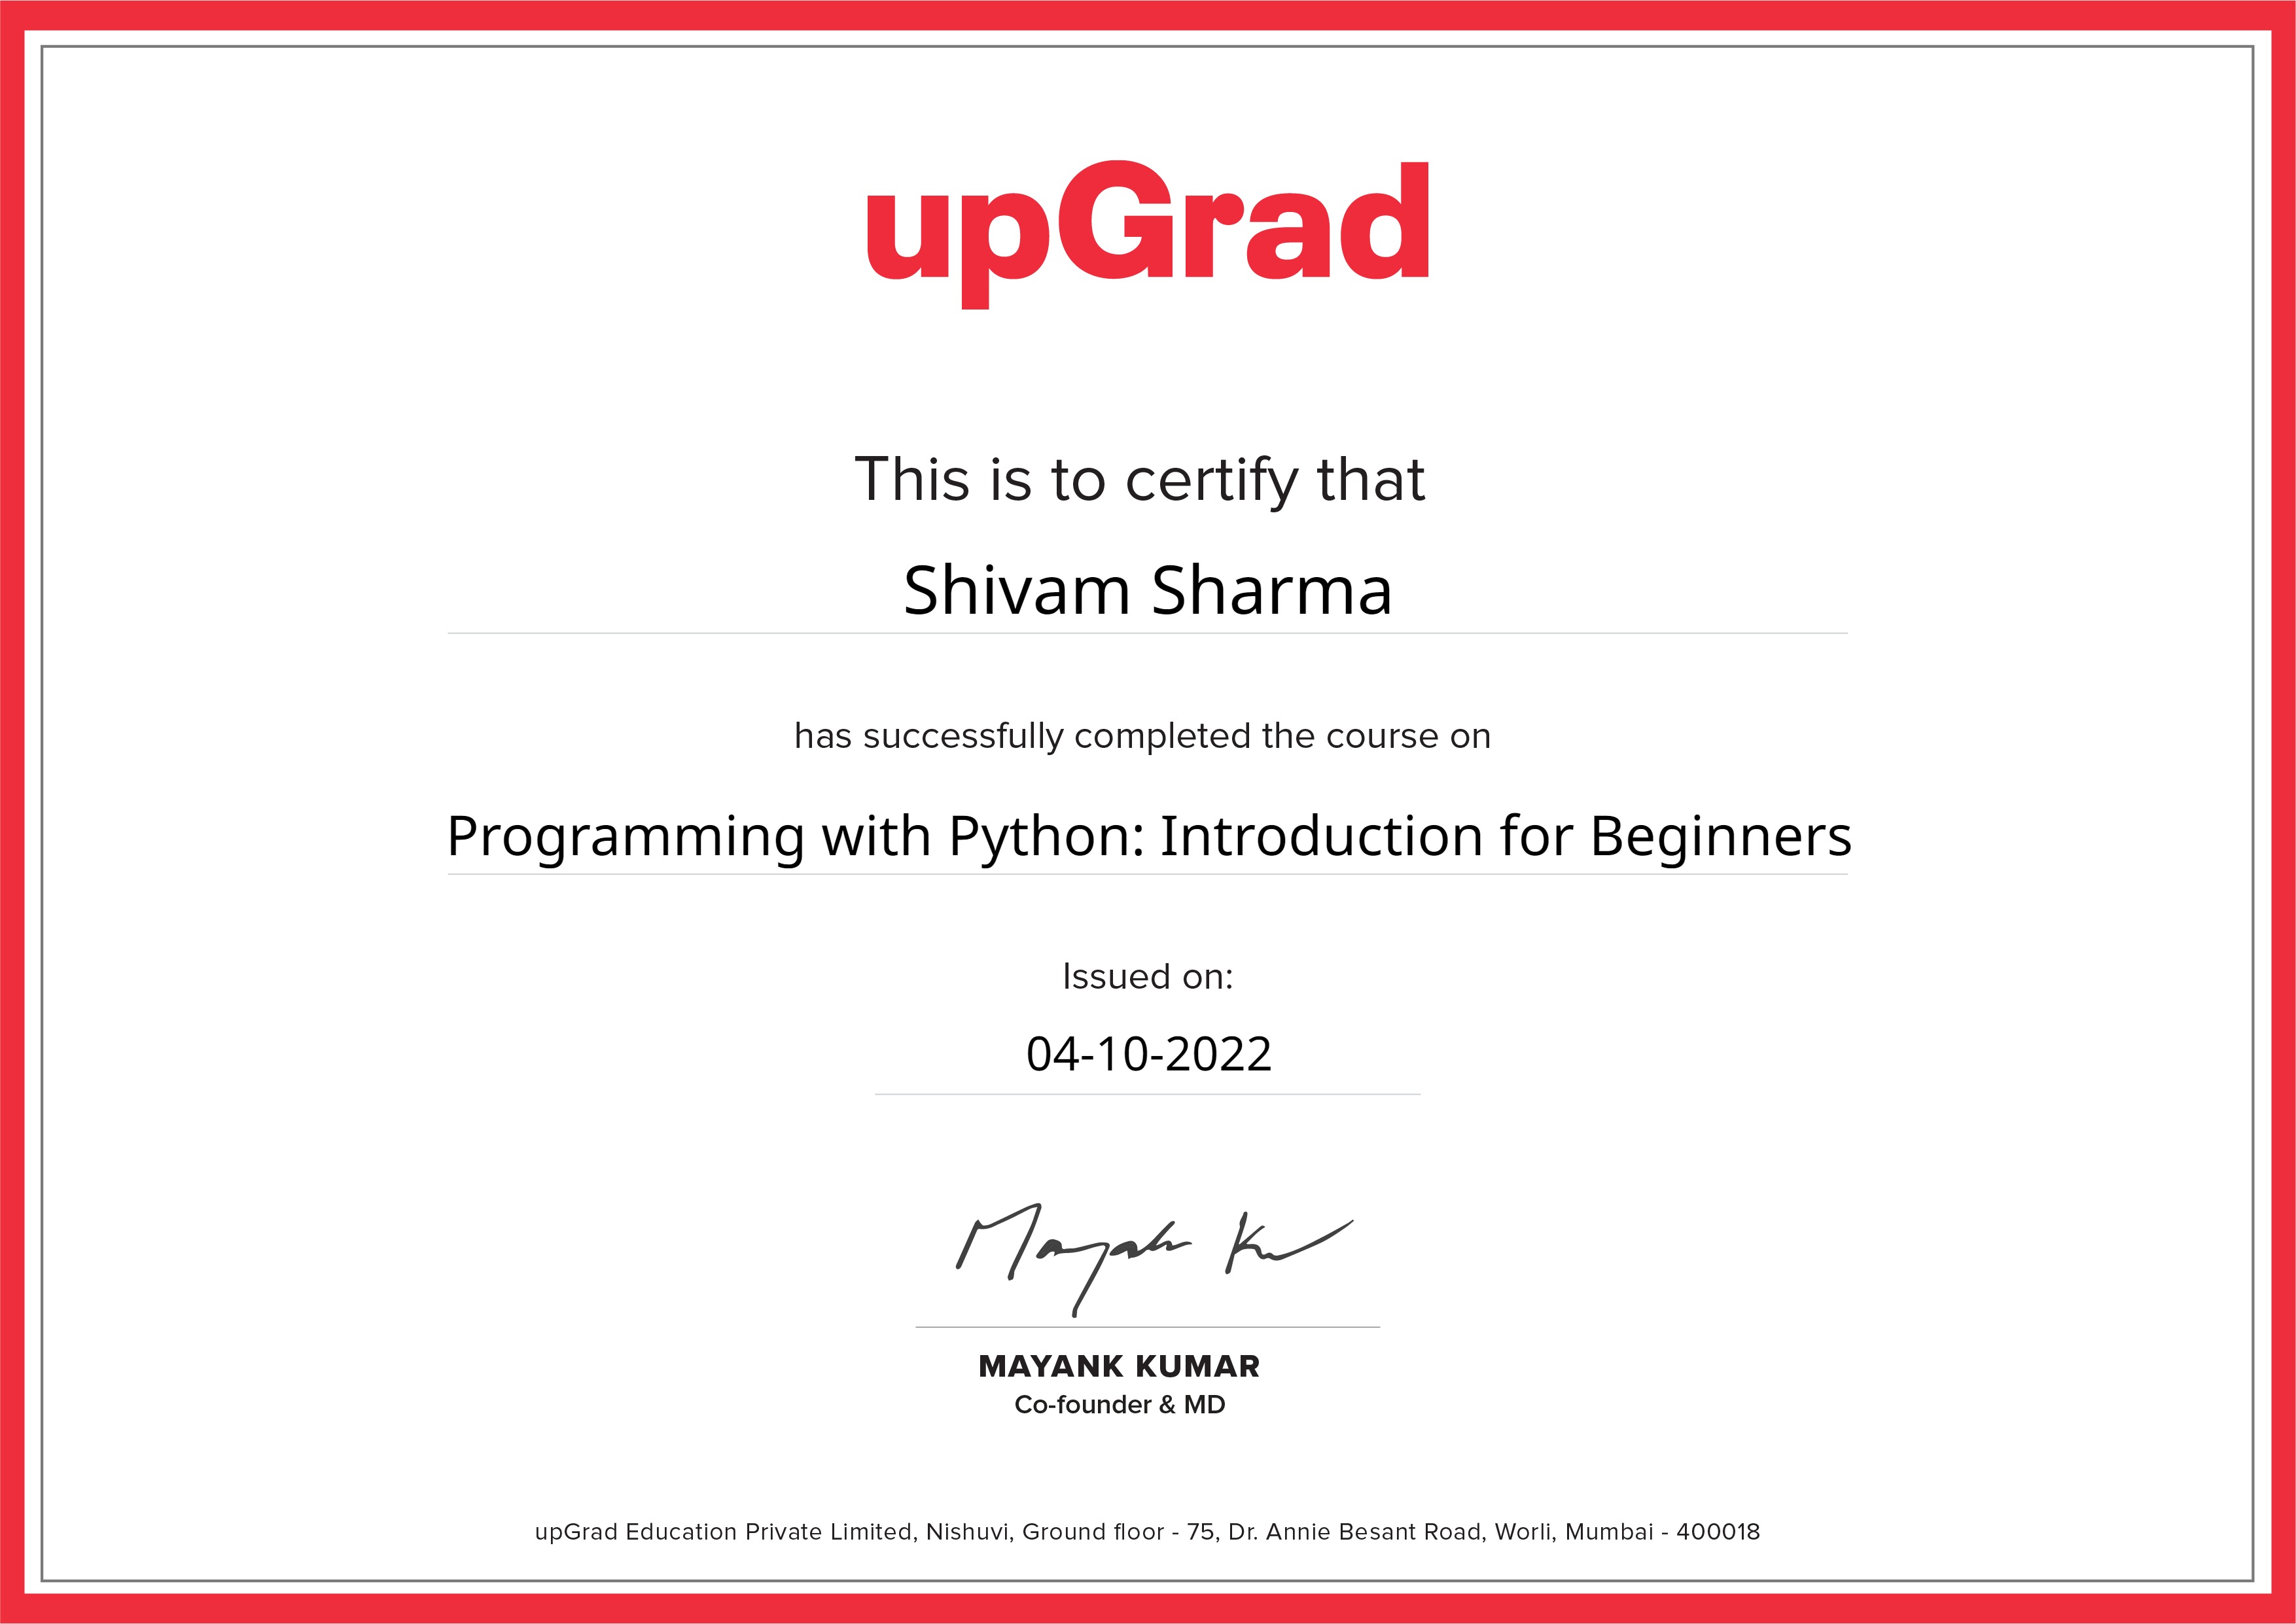 upGrad
This is to certify that
Shivam Sharma
has successfully completed the course on
Programming with Python: Introduction for Beginners
Issued on:
04-10-2022
Mayank Ku
MAYANK KUMAR
Co-founder & MD
upGrad Education Private Limited, Nishuvi, Ground floor - 75, Dr. Annie Besant Road, Worli, Mumbai - 400018